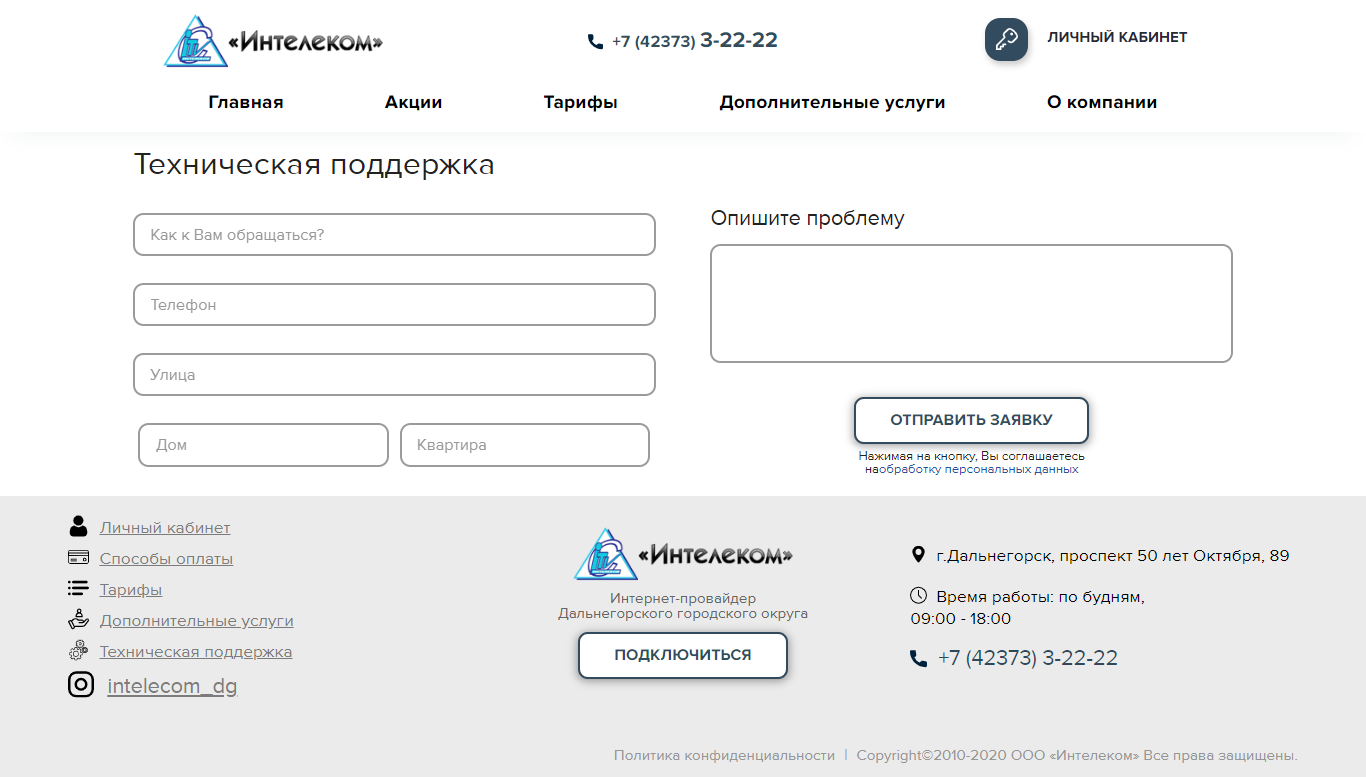 «Интелеком»
+7 (42373) 3-22-22
ЛИЧНЫЙ КАБИНЕТ
Главная
Акции
Тарифы
Дополнительные услуги
О компании
Техническая поддержка
Как к Вам обращаться?
Телефон
Улица
Дом
Квартира
Опишите проблему
ОТПРАВИТЬ ЗАЯВКУ
Нажимая на кнопку, Вы соглашаетесь
наобработку персональных данных
Личный кабинет
Способы оплаты
Тарифы
Дополнительные услуги
Техническая поддержка
intelecom_dg
«Интелеком»
Интернет-провайдер
Дальнегорского городского округа
ПОДКЛЮЧИТЬСЯ
г.Дальнегорск, проспект 50 лет Октября, 89
Время работы: по будням,
09:00 - 18:00
+7 (42373) 3-22-22
Политика конфиденциальности | Copyright©2010-2020 ООО «Интелеком» Все права защищены.